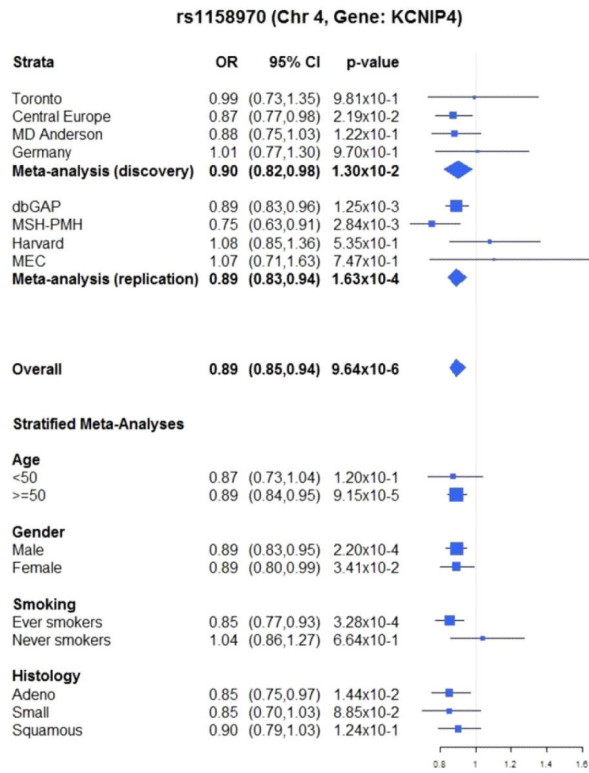 rs1158970 (Chr 4, Gene: KCNIP4)
Strata OR 95% CI p-value
Toronto 0.99 (0.73,1.35) 9.81x10-1
Central Europe 0.87 (0.77,0.98) 2.19x10-2
MD Anderson 0.88 (0.75,1.03) 1.22x10-1
Germany 1.01 (0.77,1.30) 9.70x10-1
Meta-analysis (discovery) 0.90 (0.82,0.98) 1.30x10-2
dbGAP 0.89 (0.83,0.96) 1.25x10-3
MSH-PMH 0.75 (0.63,0.91) 2.84x10-3
Harvard 1.08 (0.85,1.36) 5.35x10-1
MEC 1.07 (0.71,1.63) 7.47x10-1
Meta-analysis (replication) 0.89 (0.83,0.94) 1.63x10-4
Overall 0.89 (0.85,0.94) 9.64x10-6
Stratified Meta-Analyses
Age
<50 0.87 (0.73,1.04) 1.20x10-1
>=50 0.89 (0.84,0.95) 9.15x10-5
Gender
Male 0.89 (0.83,0.95) 2.20x10-4
Female 0.89 (0.80,0.99) 3.41x10-2
Smoking
Ever smokers 0.85 (0.77,0.93) 3.28x10-4
Never smokers 1.04 (0.86,1.27) 6.64x10-1
Histology
Adeno 0.85 (0.75,0.97) 1.44x10-2
Small 0.85 (0.70,1.03) 8.85x10-2
Squamous 0.90 (0.79,1.03) 1.24x10-1
0.8 1 1.2 1.4 1.6